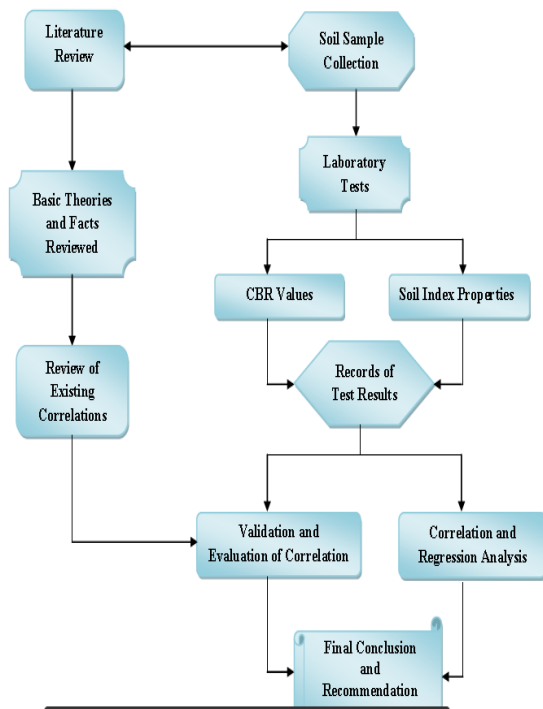 Literature
Review
Soil Sample
Collection
Laboratory
Tests
Basic Theories
and Facts
Reviewed
CBR Values
Soil Index Properties
Review of
Existing
Correlations
Records of
Test Results
Validation and
Evaluation of Correlation
Correlation and
Regression Analysis
Final Conclusion
and
Recommendation